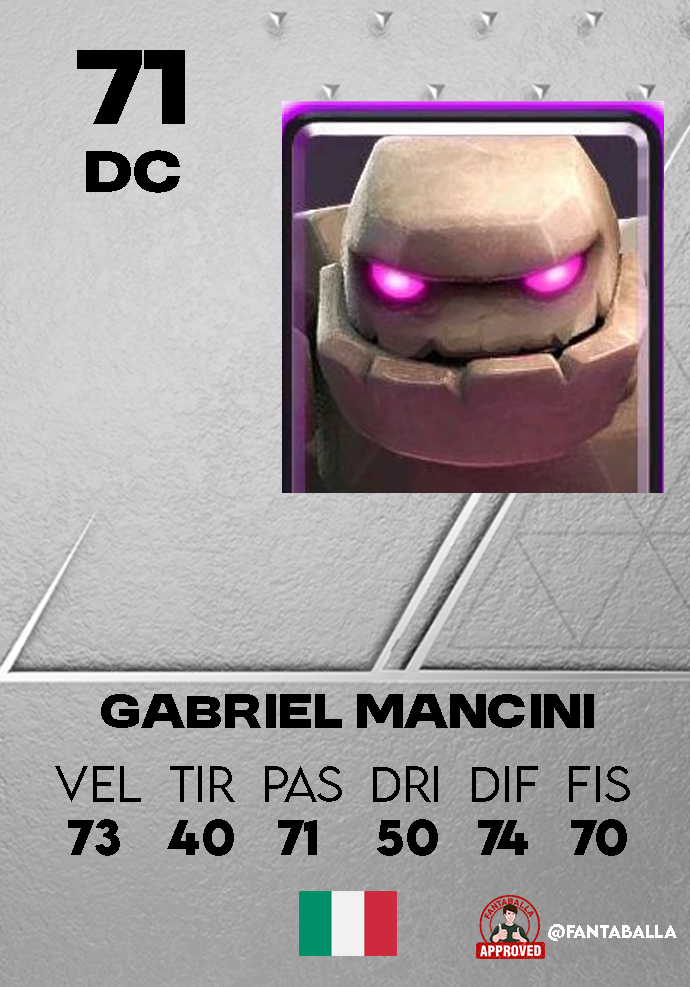 71
DC
GABRIEL MANCINI
VEL TIR PAS DRI DIF FIS
73 40 71 50 74 70
FANTABALLA
APPROVED
@FANTABALLA